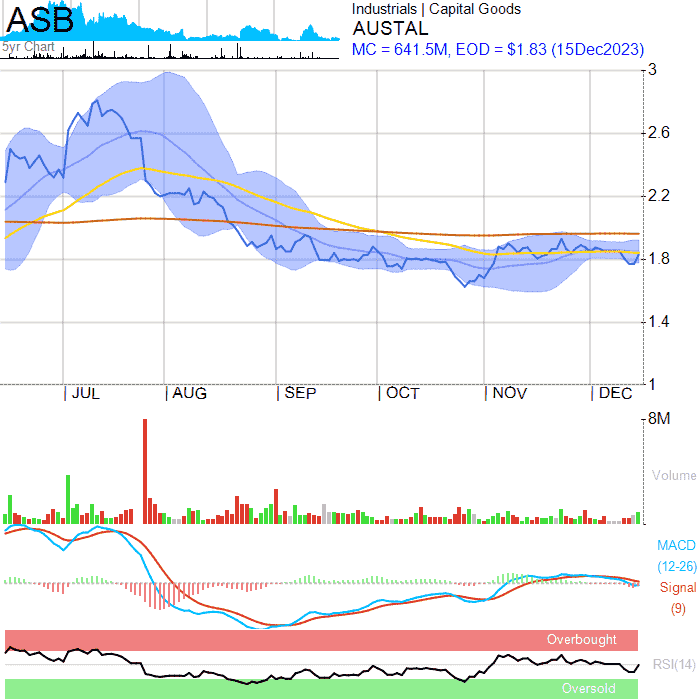 ASB
5yr Chart
Industrials | Capital Goods
AUSTAL
MC = 641.5M, EOD = $1.83 (15Dec2023)
3
2.6
2.2
1.8
1.4
1
JUL AUG SEP OCT NOV DEC
8M
Volume
MACD
(12-26)
Signal
(9)
Overbought
RSI(14)
Oversold